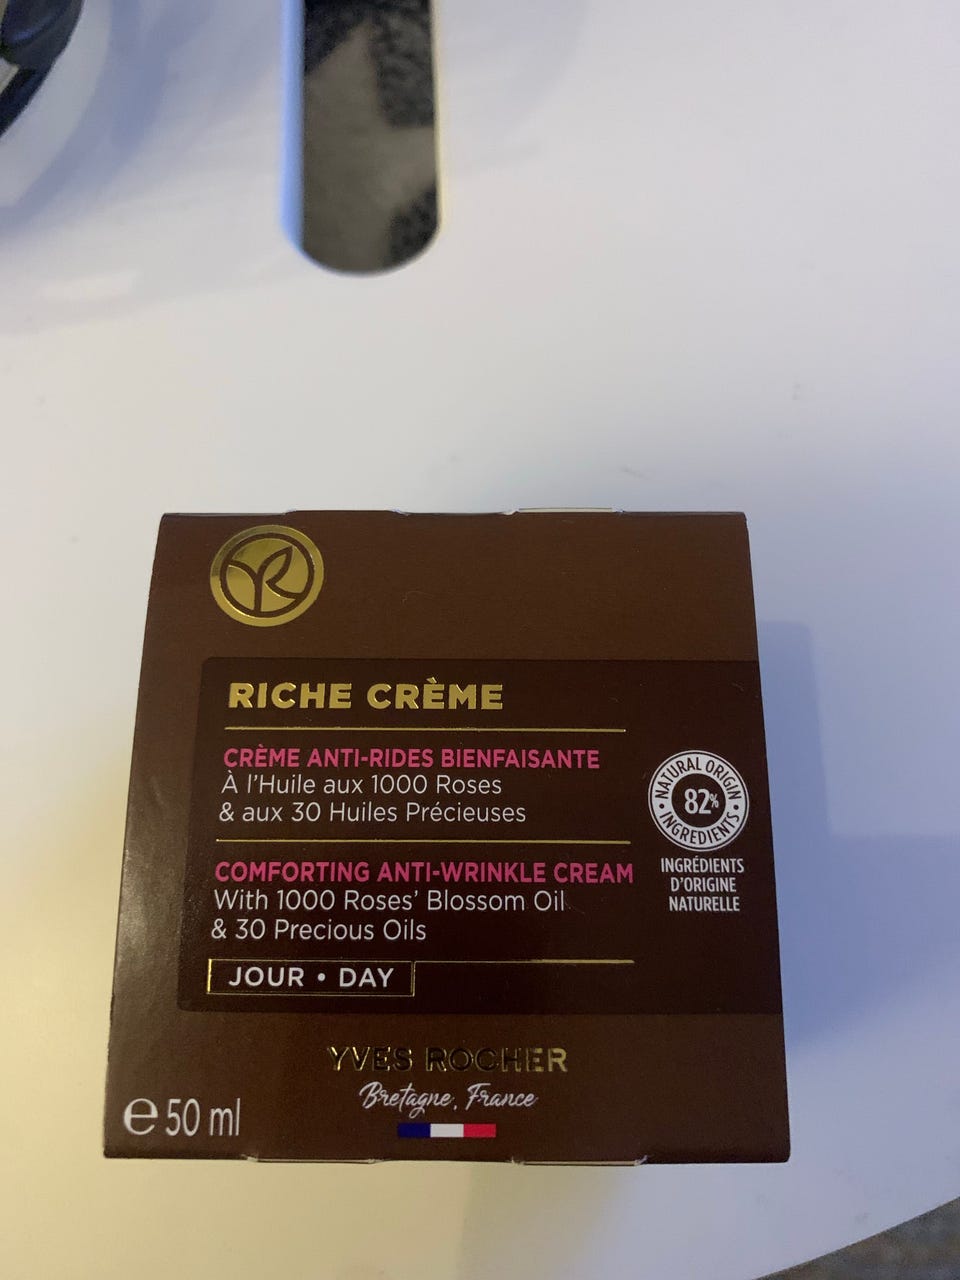 RICHE CRÈME
CRÈME ANTI-RIDES BIENFAISANTE
À l'Huile aux 1000 Roses
& aux 30 Huiles Précieuses
COMFORTING ANTI-WRINKLE CREAM
With 1000 Roses' Blossom Oil
& 30 Precious Oils
JOUR • DAY
NATURAL ORIGIN
82%
• INGREDIENTS •
INGRÉDIENTS
D'ORIGINE
NATURELLE
YVES ROCHER
Bretagne, France
e 50 ml